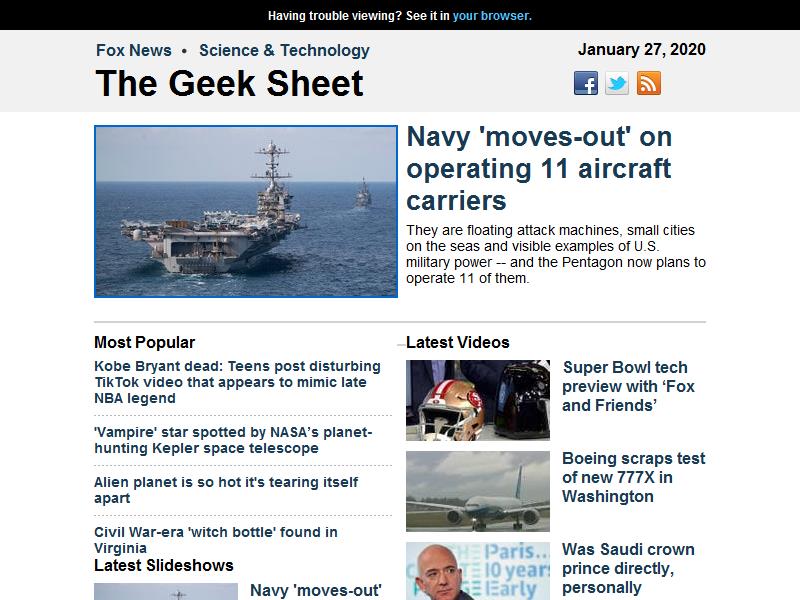 Having trouble viewing? See it in your browser.
Fox News • Science & Technology
January 27, 2020
The Geek Sheet
Navy 'moves-out' on
operating 11 aircraft
carriers
They are floating attack machines, small cities
on the seas and visible examples of U.S.
military power -- and the Pentagon now plans to
operate 11 of them.
Most Popular
Kobe Bryant dead: Teens post disturbing
TikTok video that appears to mimic late
NBA legend
'Vampire' star spotted by NASA’s planet-
hunting Kepler space telescope
Alien planet is so hot it's tearing itself
apart
Civil War-era 'witch bottle' found in
Virginia
Latest Slideshows
Navy 'moves-out'
Latest Videos
Super Bowl tech
preview with ‘Fox
and Friends’
Boeing scraps test
of new 777X in
Washington
Was Saudi crown
prince directly,
personally
Paris...
10 years
Early